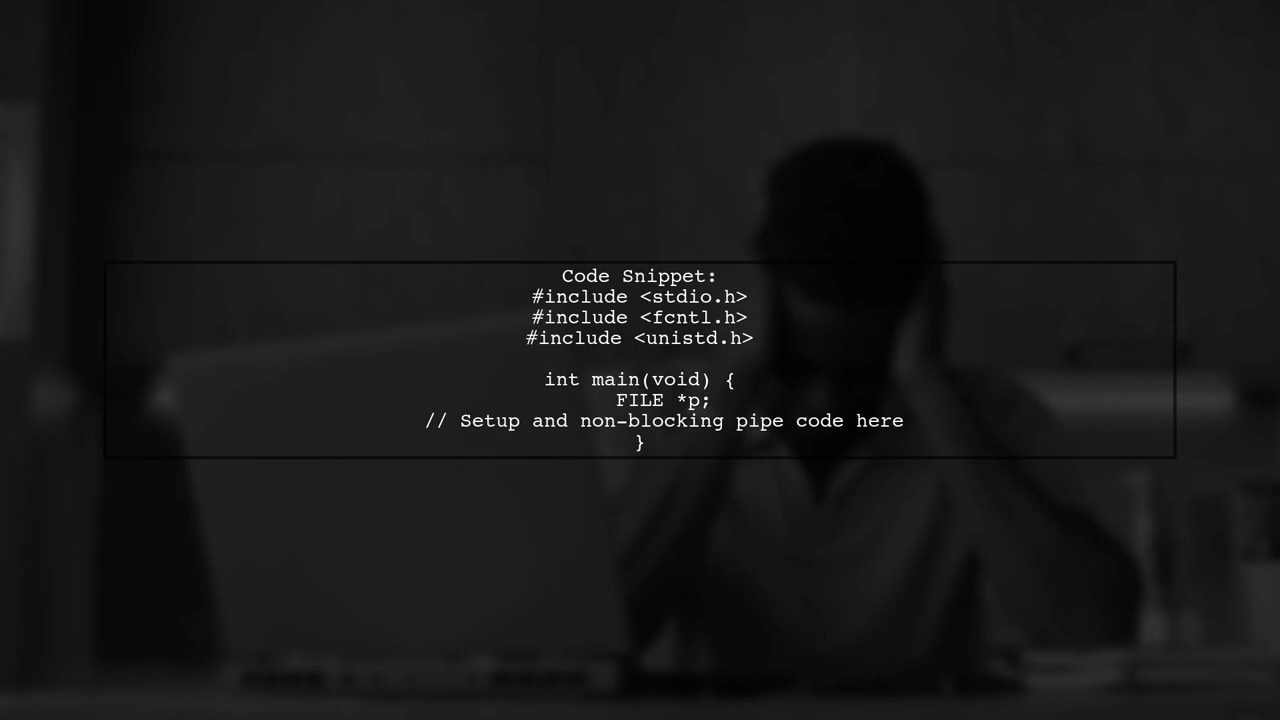 Code Snippet:
#include <stdio.h>
#include <fcntl.h>
#include <unistd.h>
int main(void) {
FILE *p;
// Setup and non-blocking pipe code here
}